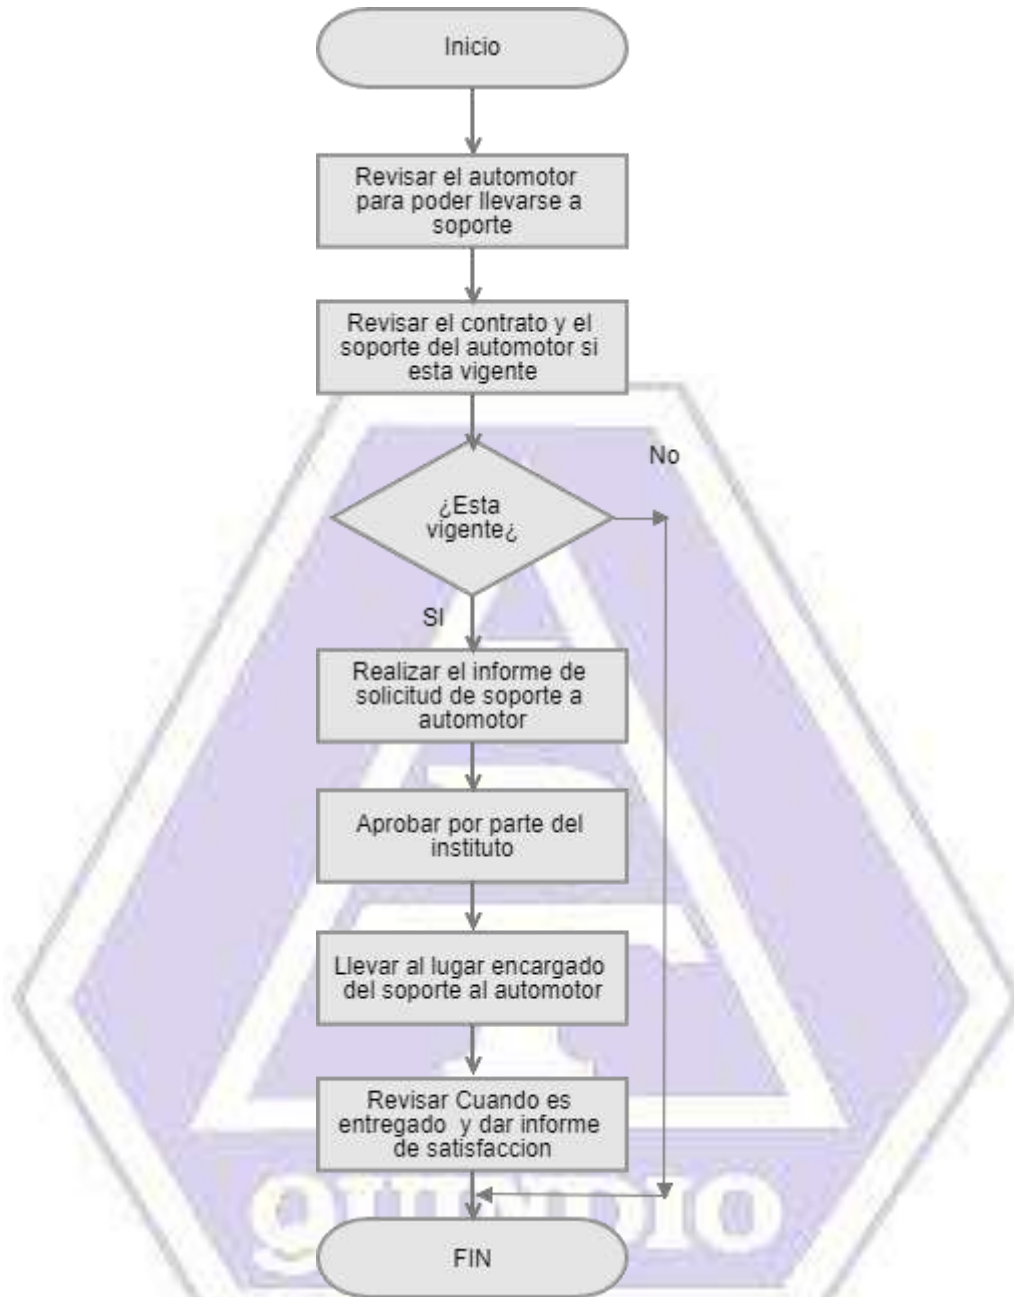 Inicio
Revisar el automotor
para poder llevarse a
soporte
Revisar el contrato y el
soporte del automotor si
esta vigente
No
¿Esta
vigente¿
SI
Realizar el informe de
solicitud de soporte a
automotor
Aprobar por parte del
instituto
Llevar al lugar encargado
del soporte al automotor
Revisar Cuando es
entregado y dar informe
de satisfaccion
QUINDIO
FIN